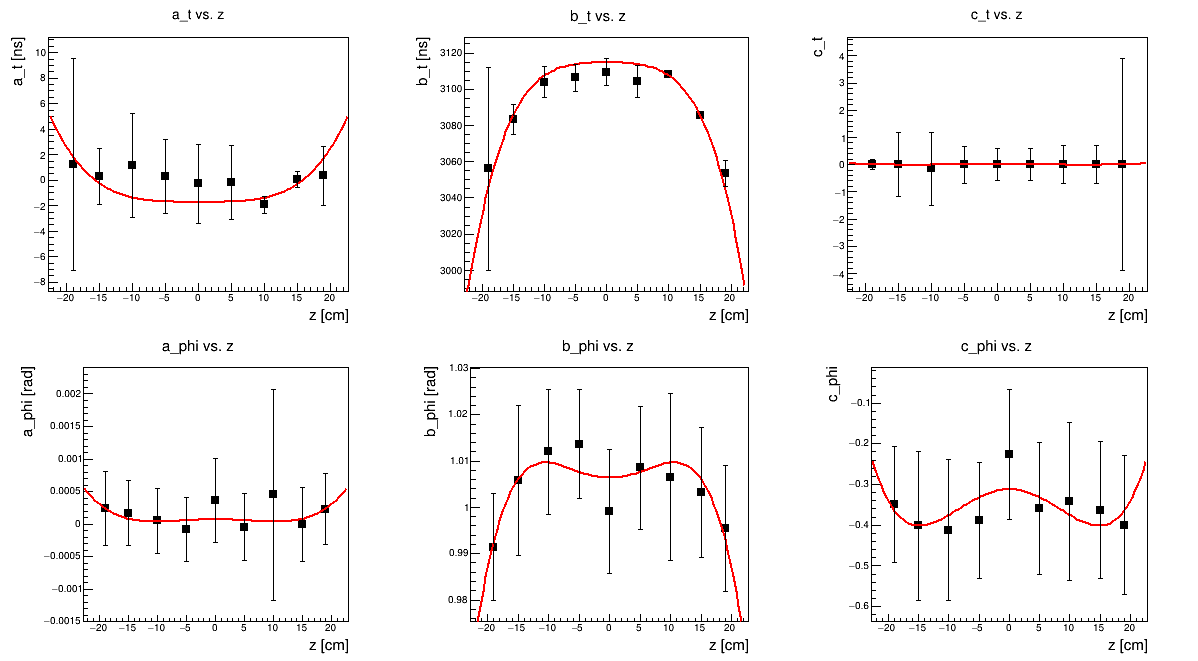 a_t vs. z
a_t [ns]
10
8
6
4
2
0
−2
−4
−6
−8
−20 −15 −10 −5 0 5 10 15 20
z [cm]
b_t vs. z
b_t [ns]
3120
3100
3080
3060
3040
3020
3000
−20 −15 −10 −5 0 5 10 15 20
z [cm]
c_t vs. z
c_t
4
3
2
1
0
−1
−2
−3
−4
−20 −15 −10 −5 0 5 10 15 20
z [cm]
a_phi vs. z
a_phi [rad]
0.002
0.0015
0.001
0.0005
0
−0.0005
−0.001
−0.0015
−20 −15 −10 −5 0 5 10 15 20
z [cm]
b_phi vs. z
b_phi [rad]
1.03
1.02
1.01
1
0.99
0.98
−20 −15 −10 −5 0 5 10 15 20
z [cm]
c_phi vs. z
c_phi
−0.1
−0.2
−0.3
−0.4
−0.5
−0.6
−20 −15 −10 −5 0 5 10 15 20
z [cm]